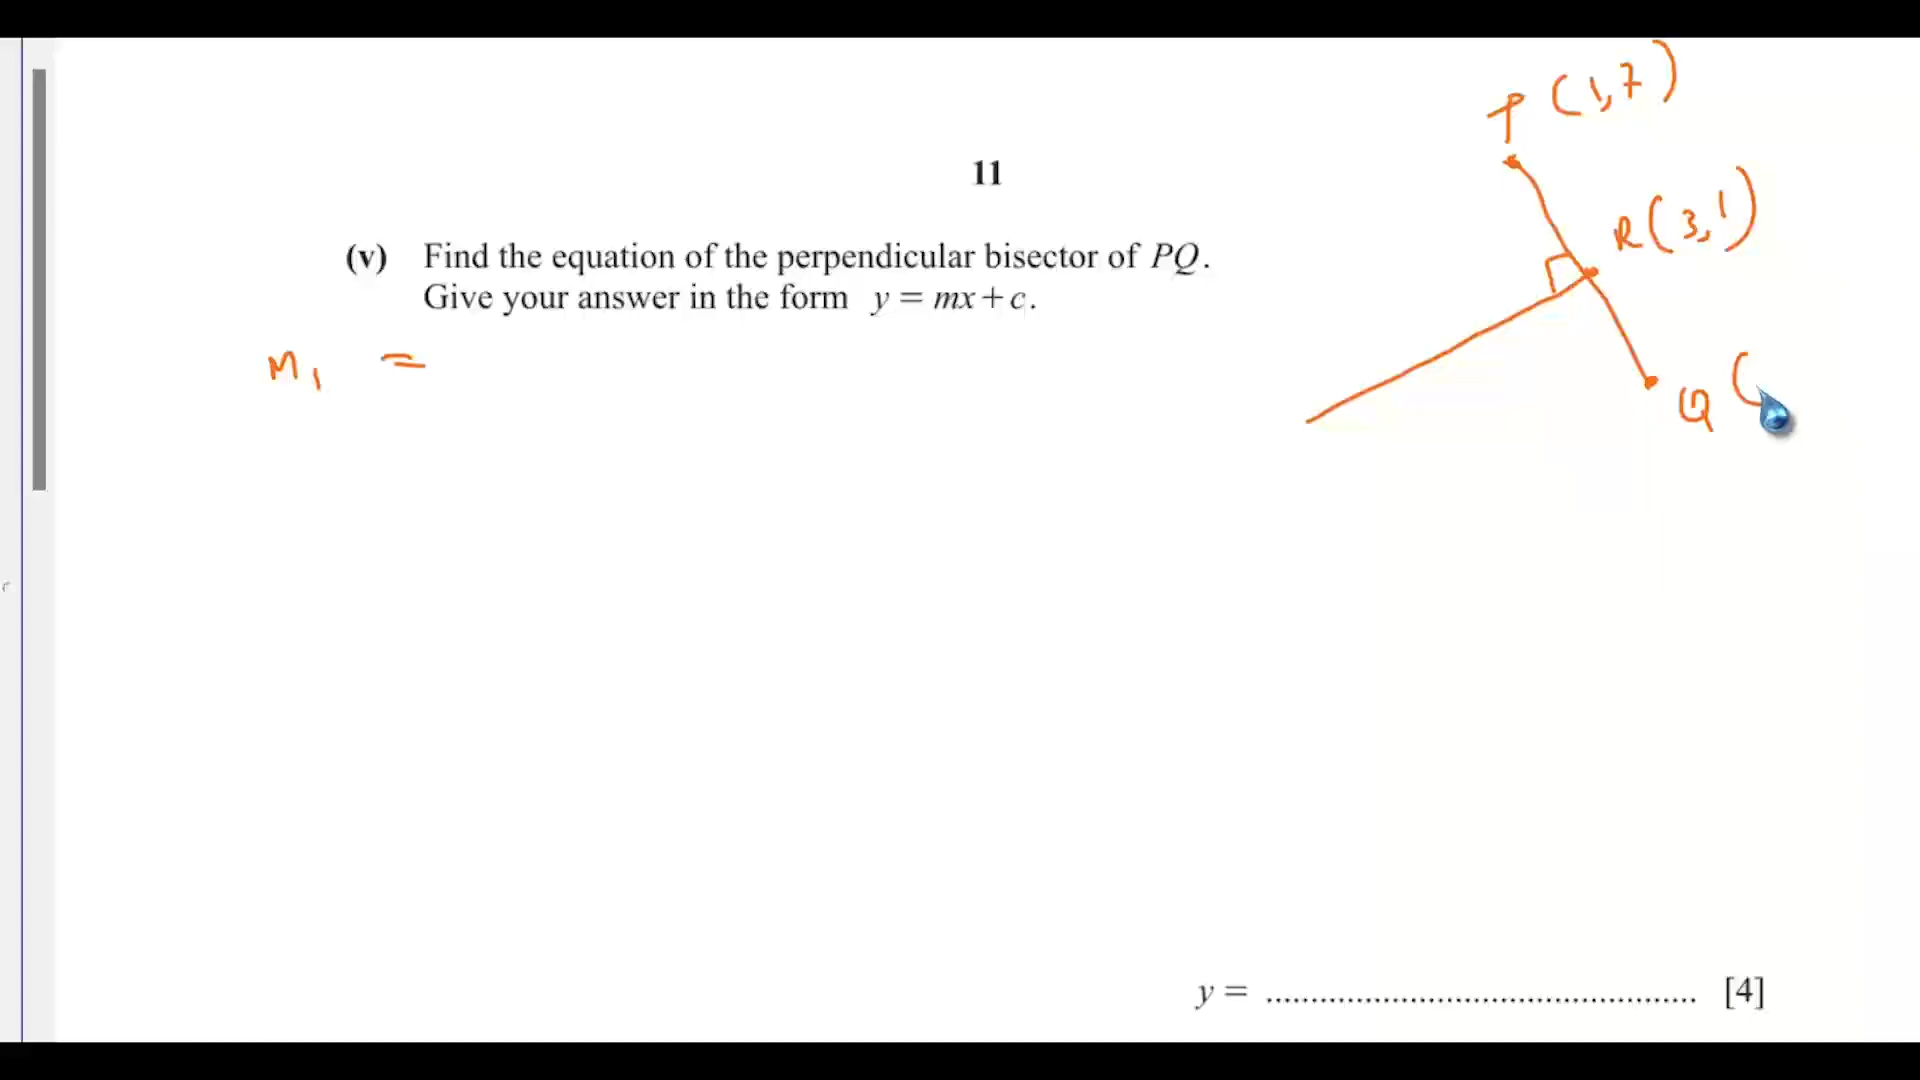 P (1,7)
11
R(3,1)
(v) Find the equation of the perpendicular bisector of PQ.
Give your answer in the form y = mx + c.
M₁ =
Q (
y = ................................................ [4]